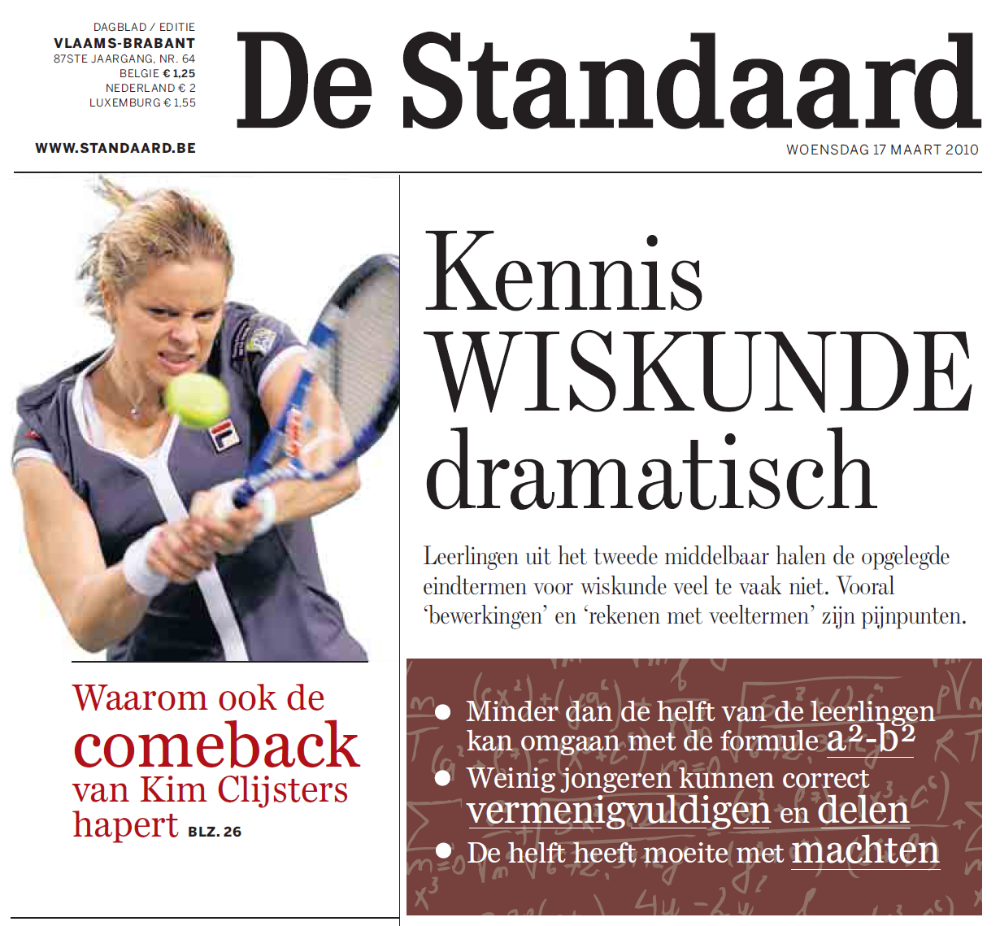 DAGBLAD / EDITIE
VLAAMS-BRABANT
87STE JAARGANG, NR. 64
BELGIE € 1,25
NEDERLAND € 2
LUXEMBURG € 1,55
WWW.STANDAARD.BE
De Standaard
WOENSDAG 17 MAART 2010
Waarom ook de
comeback
van Kim Clijsters
hapert BLZ. 26
Kennis
WISKUNDE
dramatisch
Leerlingen uit het tweede middelbaar halen de opgelegde
eindtermen voor wiskunde veel te vaak niet. Vooral
‘bewerkingen’ en ‘rekenen met veeltermen’ zijn pijnpunten.
● Minder dan de helft van de leerlingen
kan omgaan met de formule a²-b²
● Weinig jongeren kunnen correct
vermenigvuldigen en delen
● De helft heeft moeite met machten